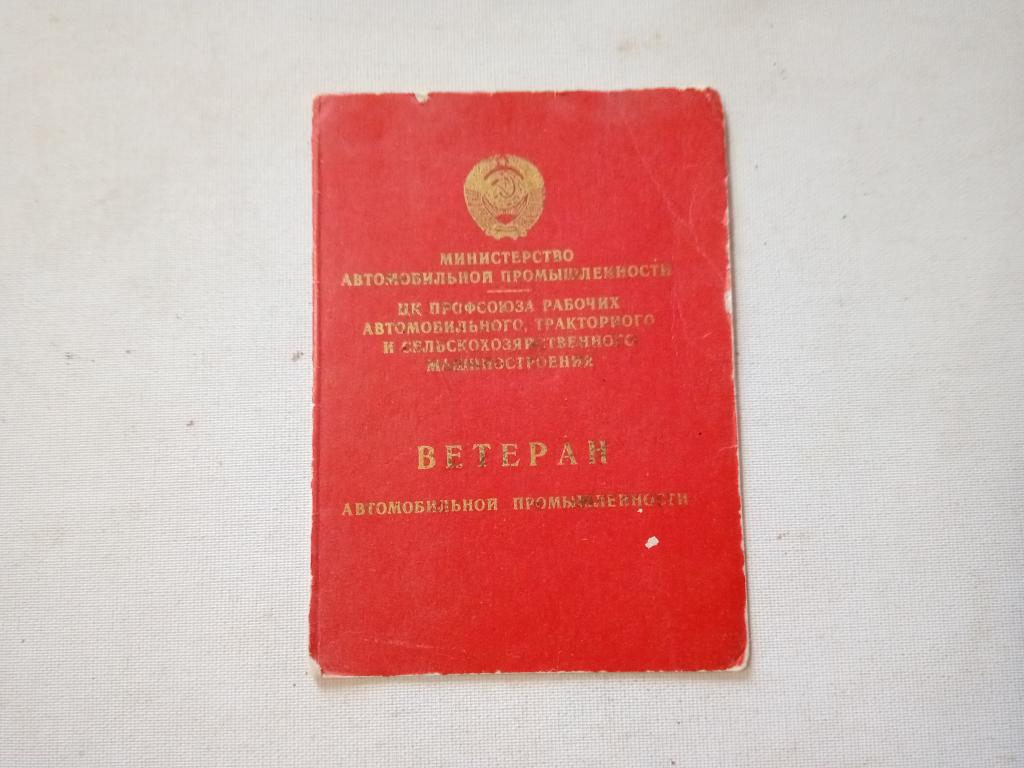 МИНИСТЕРСТВО
АВТОМОБИЛЬНОЙ ПРОМЫШЛЕННОСТИ
ЦК ПРОФСОЮЗА РАБОЧИХ
АВТОМОБИЛЬНОГО, ТРАКТОРНОГО
И СЕЛЬСКОХОЗЯЙСТВЕННОГО
МАШИНОСТРОЕНИЯ
ВЕТЕРАН
АВТОМОБИЛЬНОЙ ПРОМЫШЛЕННОСТИ